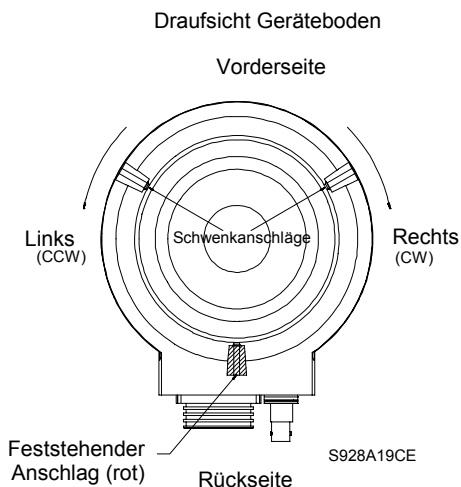 Draufsicht Geräteboden
Vorderseite
Links
(CCW)
Schwenkanschläge
Rechts
(CW)
Feststehender
Anschlag (rot)
S928A19CE
Rückseite